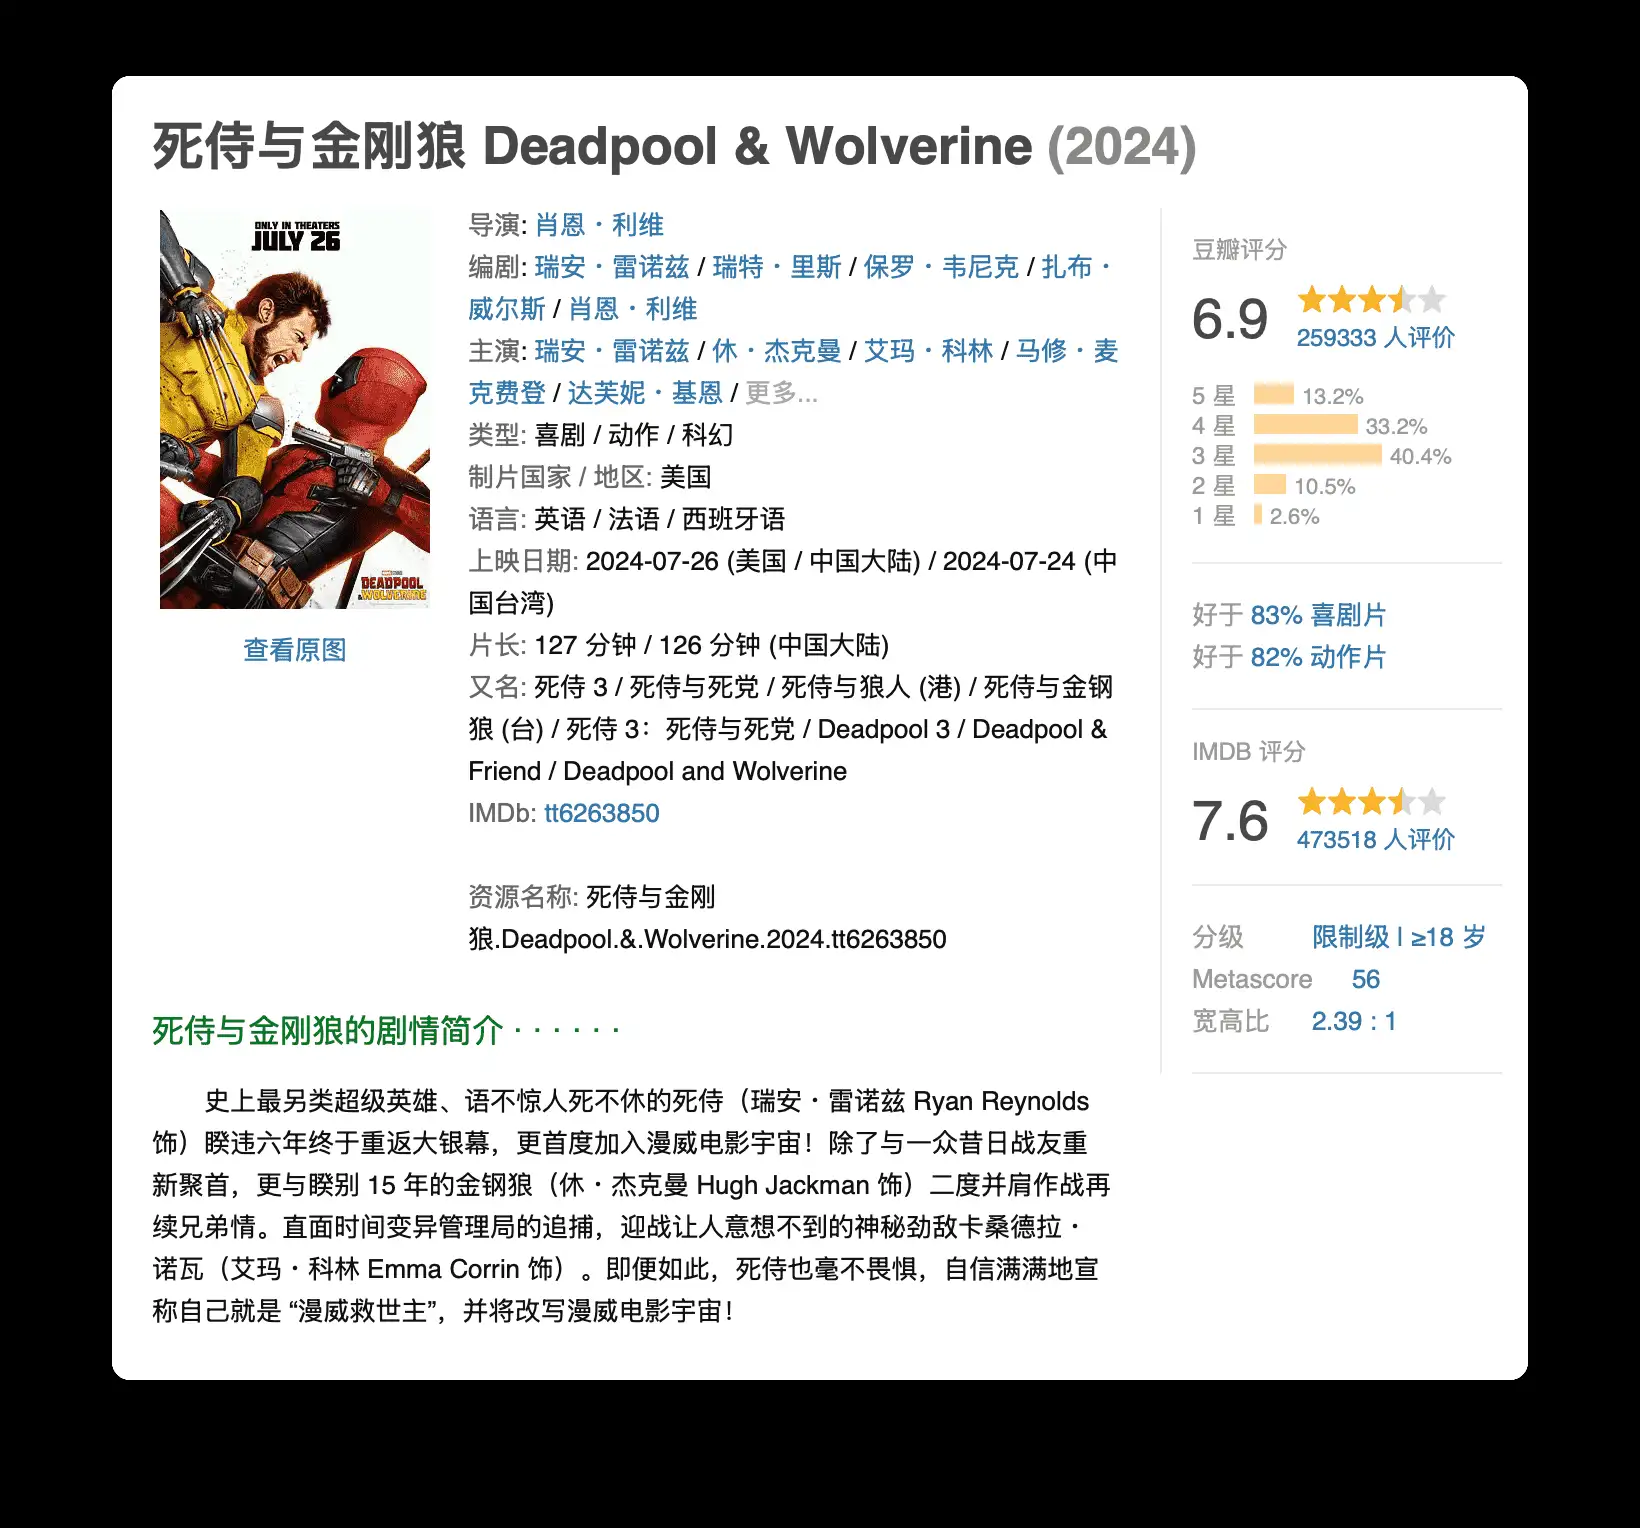 死侍与金刚狼 Deadpool & Wolverine (2024)
ONLY IN THEATERS
JULY 26
DEADPOOL
& WOLVERINE
查看原图
导演: 肖恩·利维
编剧: 瑞安·雷诺兹 / 瑞特·里斯 / 保罗·韦尼克 / 扎布·
威尔斯 / 肖恩·利维
主演: 瑞安·雷诺兹 / 休·杰克曼 / 艾玛·科林 / 马修·麦
克费登 / 达芙妮·基恩 / 更多...
类型: 喜剧 / 动作 / 科幻
制片国家 / 地区: 美国
语言: 英语 / 法语 / 西班牙语
上映日期: 2024-07-26 (美国 / 中国大陆) / 2024-07-24 (中
国台湾)
片长: 127 分钟 / 126 分钟 (中国大陆)
又名: 死侍 3 / 死侍与死党 / 死侍与狼人 (港) / 死侍与金钢
狼 (台) / 死侍 3：死侍与死党 / Deadpool 3 / Deadpool &
Friend / Deadpool and Wolverine
IMDb: tt6263850
资源名称: 死侍与金刚
狼.Deadpool.&.Wolverine.2024.tt6263850
豆瓣评分
6.9
259333 人评价
5 星 13.2%
4 星 33.2%
3 星 40.4%
2 星 10.5%
1 星 2.6%
好于 83% 喜剧片
好于 82% 动作片
IMDB 评分
7.6
473518 人评价
分级 限制级 | ≥18 岁
Metascore 56
宽高比 2.39 : 1
死侍与金刚狼的剧情简介 · · · · · ·
史上最另类超级英雄、语不惊人死不休的死侍（瑞安·雷诺兹 Ryan Reynolds
饰）睽违六年终于重返大银幕，更首度加入漫威电影宇宙！除了与一众昔日战友重
新聚首，更与睽别 15 年的金钢狼（休·杰克曼 Hugh Jackman 饰）二度并肩作战再
续兄弟情。直面时间变异管理局的追捕，迎战让人意想不到的神秘劲敌卡桑德拉·
诺瓦（艾玛·科林 Emma Corrin 饰）。即便如此，死侍也毫不畏惧，自信满满地宣
称自己就是 “漫威救世主”，并将改写漫威电影宇宙！